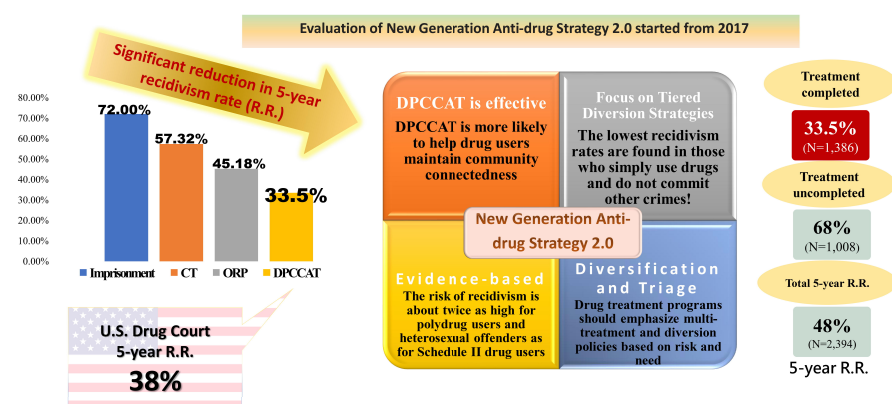 Evaluation of New Generation Anti-drug Strategy 2.0 started from 2017
Significant reduction in 5-year
recidivism rate (R.R.)
80.00%
70.00%
60.00%
50.00%
40.00%
30.00%
20.00%
10.00%
0.00%
72.00%
57.32%
45.18%
33.5%
Imprisonment
CT
ORP
DPCCAT
U.S. Drug Court
5-year R.R.
38%
DPCCAT is effective
DPCCAT is more likely
to help drug users
maintain community
connectedness
Focus on Tiered
Diversion Strategies
The lowest recidivism
rates are found in those
who simply use drugs
and do not commit
other crimes!
New Generation Anti-
drug Strategy 2.0
Evidence-based
The risk of recidivism is
about twice as high for
polydrug users and
heterosexual offenders as
for Schedule II drug users
Diversification
and Triage
Drug treatment programs
should emphasize multi-
treatment and diversion
policies based on risk and
need
Treatment
completed
33.5%
(N=1,386)
Treatment
uncompleted
68%
(N=1,008)
Total 5-year R.R.
48%
(N=2,394)
5-year R.R.